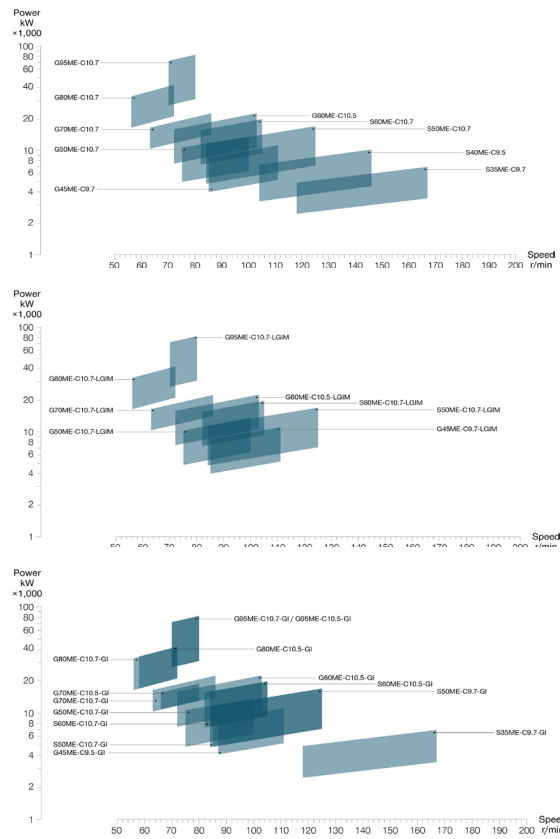 Power
kW
×1,000
100
80
60
40
20
10
8
6
4
2
1
G95ME-C10.7
G80ME-C10.7
G70ME-C10.7
G50ME-C10.7
G45ME-C9.7
G60ME-C10.5
S60ME-C10.7
S50ME-C10.7
S40ME-C9.5
S35ME-C9.7
Speed
50 60 70 80 90 100 110 120 130 140 150 160 170 180 190 200 r/min
Power
kW
×1,000
100
80
60
40
20
10
8
6
4
2
1
G95ME-C10.7-LGIM
G80ME-C10.7-LGIM
G60ME-C10.5-LGIM
S60ME-C10.7-LGIM
G70ME-C10.7-LGIM
S50ME-C10.7-LGIM
G50ME-C10.7-LGIM
G45ME-C9.7-LGIM
Speed
50 60 70 80 90 100 110 120 130 140 150 160 170 180 190 200 r/min
Power
kW
×1,000
100
80
60
40
20
10
8
6
4
2
1
G95ME-C10.7-GI / G95ME-C10.5-GI
G80ME-C10.5-GI
G80ME-C10.7-GI
G60ME-C10.5-GI
S60ME-C10.5-GI
G70ME-C10.5-GI
S50ME-C9.7-GI
G70ME-C10.7-GI
G50ME-C10.7-GI
S60ME-C10.7-GI
S35ME-C9.7-GI
S50ME-C10.7-GI
G45ME-C9.5-GI
Speed
50 60 70 80 90 100 110 120 130 140 150 160 170 180 190 200 r/min